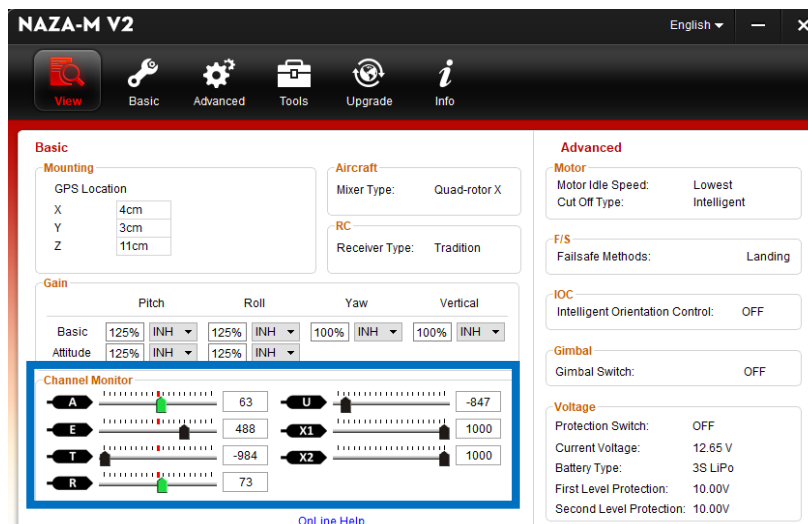 NAZA-M V2 English
View Basic Advanced Tools Upgrade Info
Basic
Mounting
GPS Location
X 4cm
Y 3cm
Z 11cm
Aircraft
Mixer Type: Quad-rotor X
RC
Receiver Type: Tradition
Gain
Pitch Roll Yaw Vertical
Basic 125% INH 125% INH 100% INH 100% INH
Attitude 125% INH 125% INH
Channel Monitor
A 63 U -847
E 488 X1 1000
T -984 X2 1000
R 73
OnLine Help
Advanced
Motor
Motor Idle Speed: Lowest
Cut Off Type: Intelligent
F/S
Failsafe Methods: Landing
IOC
Intelligent Orientation Control: OFF
Gimbal
Gimbal Switch: OFF
Voltage
Protection Switch: OFF
Current Voltage: 12.65 V
Battery Type: 3S LiPo
First Level Protection: 10.00V
Second Level Protection: 10.00V